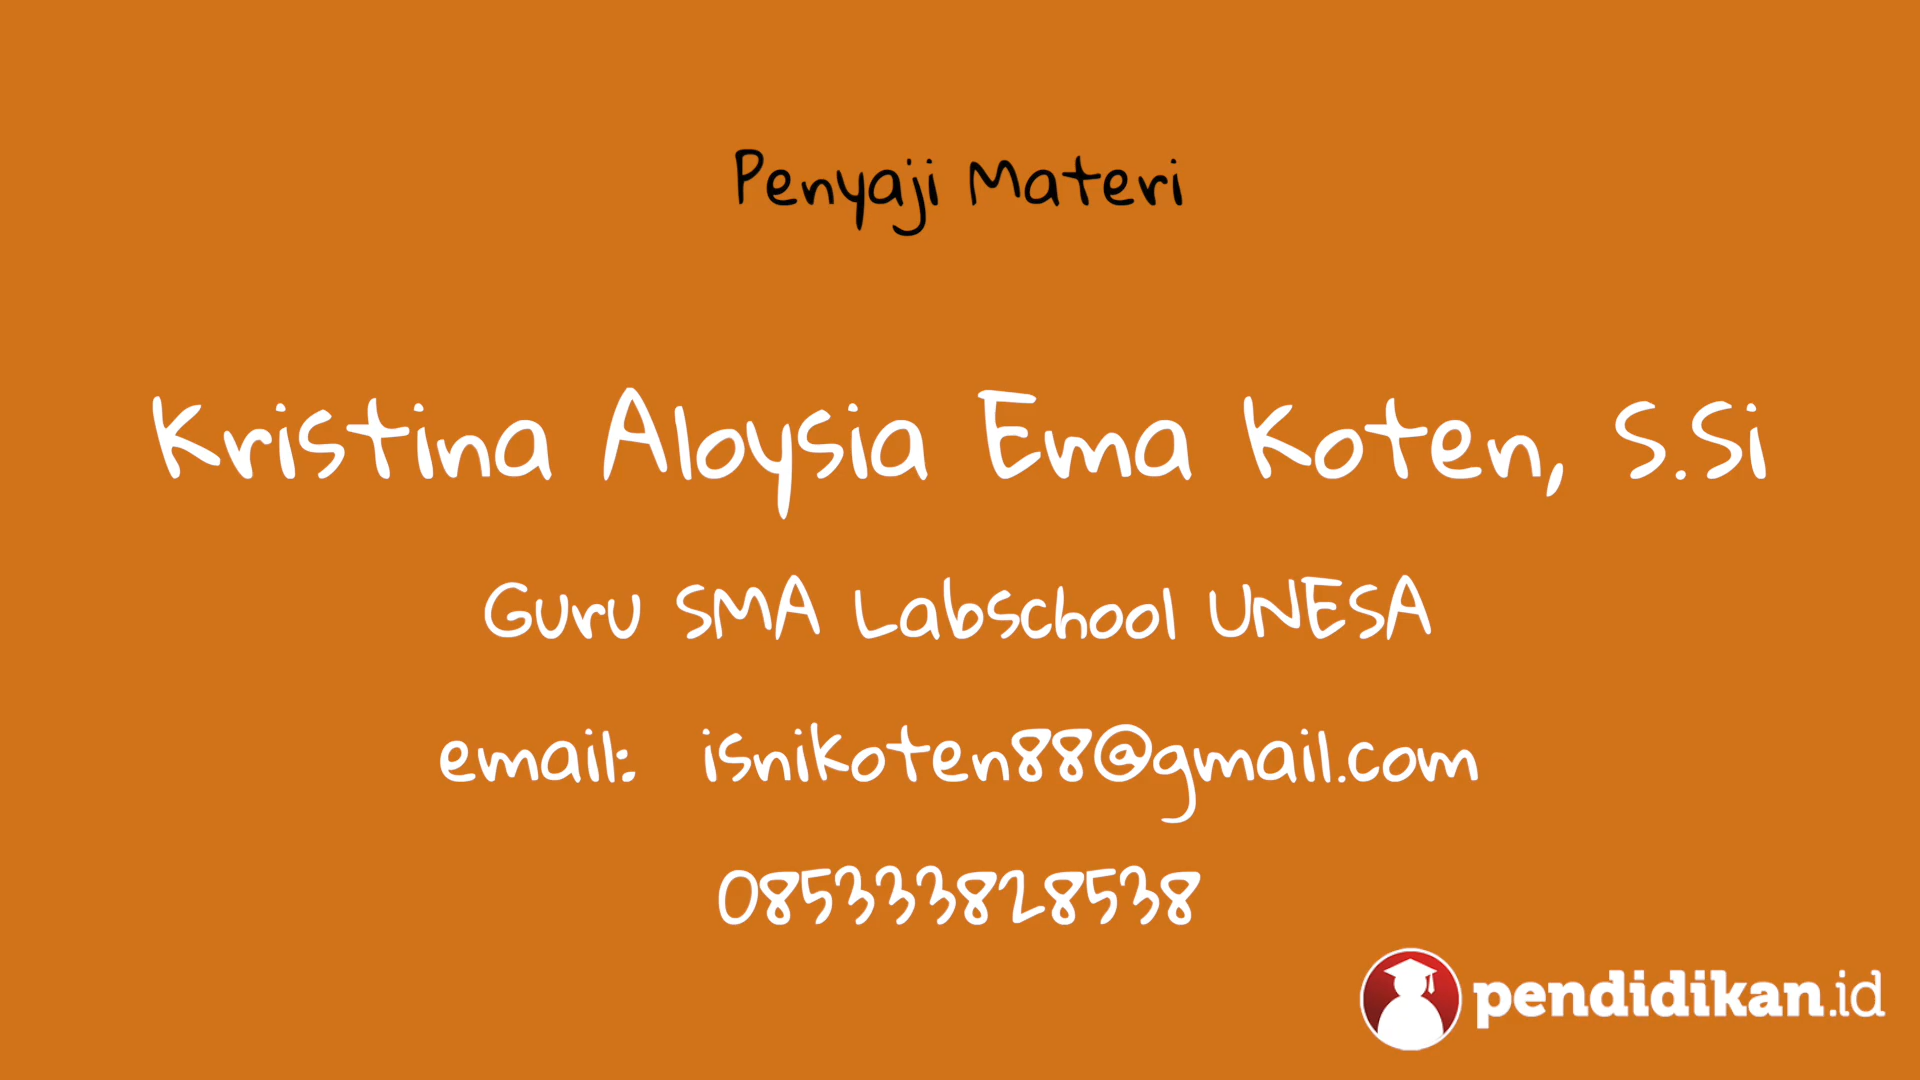 Penyaji Materi
Kristina Aloysia Ema Koten, S.Si
Guru SMA Labschool UNESA
email: isnikoten88@gmail.com
085333828538
pendidikan.id